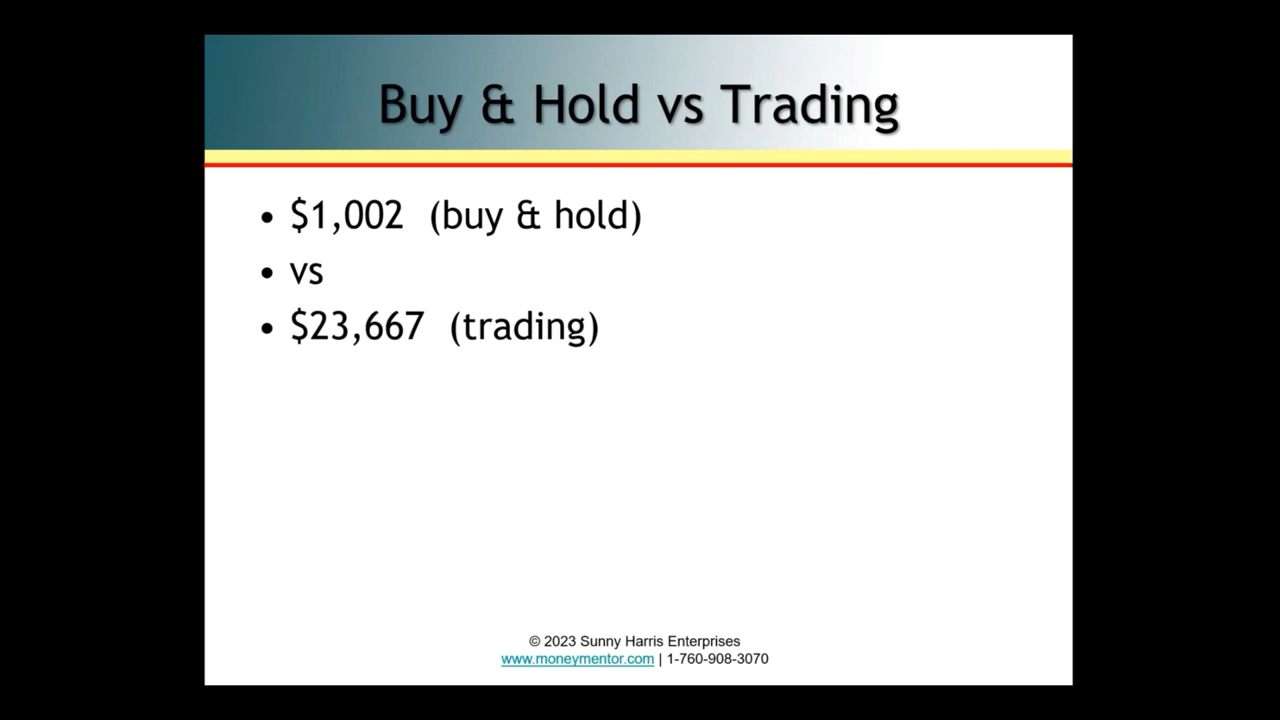 Buy & Hold vs Trading
• $1,002 (buy & hold)
• vs
• $23,667 (trading)
© 2023 Sunny Harris Enterprises
www.moneymentor.com | 1-760-908-3070